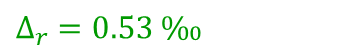 Δᵣ = 0.53 ‰